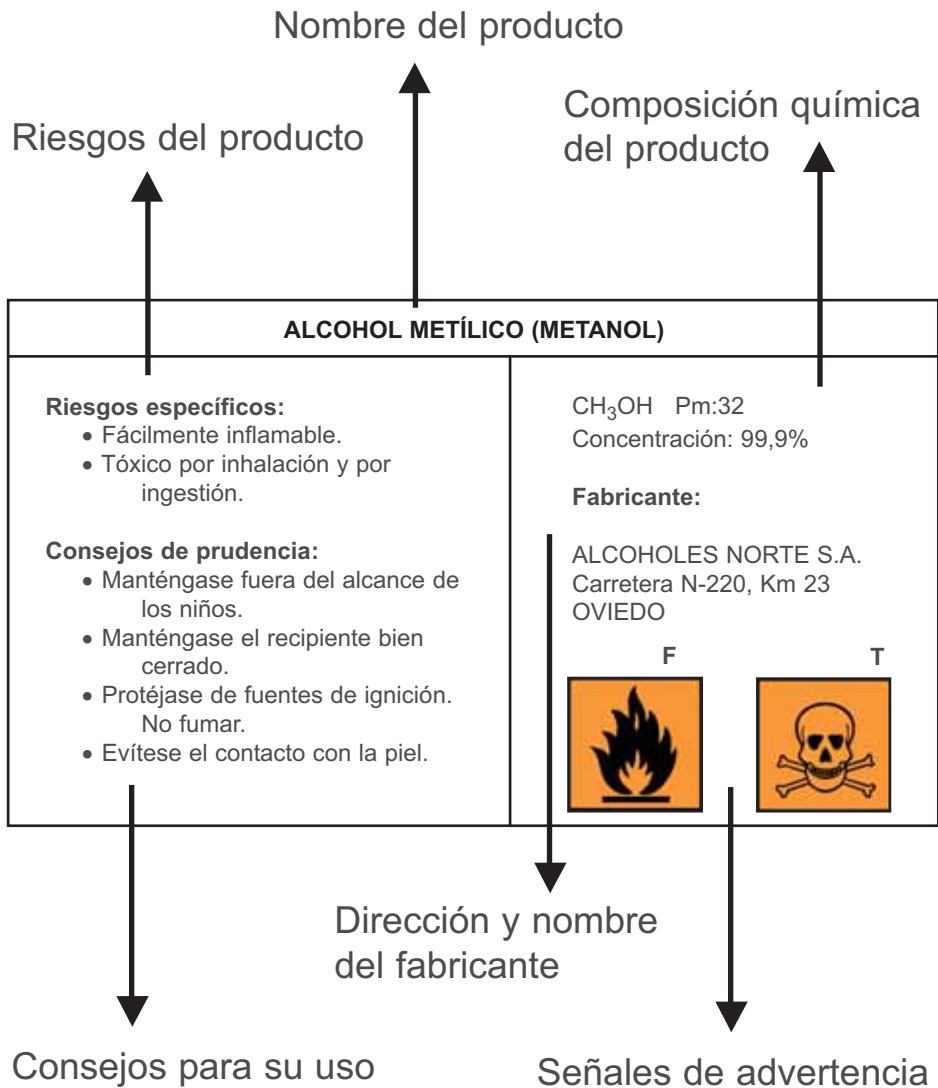 Nombre del producto
Riesgos del producto
Composición química
del producto
ALCOHOL METÍLICO (METANOL)
Riesgos específicos:
• Fácilmente inflamable.
• Tóxico por inhalación y por
ingestión.
Consejos de prudencia:
• Manténgase fuera del alcance de
los niños.
• Manténgase el recipiente bien
cerrado.
• Protéjase de fuentes de ignición.
No fumar.
• Evítese el contacto con la piel.
CH₃OH Pm:32
Concentración: 99,9%
Fabricante:
ALCOHOLES NORTE S.A.
Carretera N-220, Km 23
OVIEDO
F T
Dirección y nombre
del fabricante
Consejos para su uso
Señales de advertencia